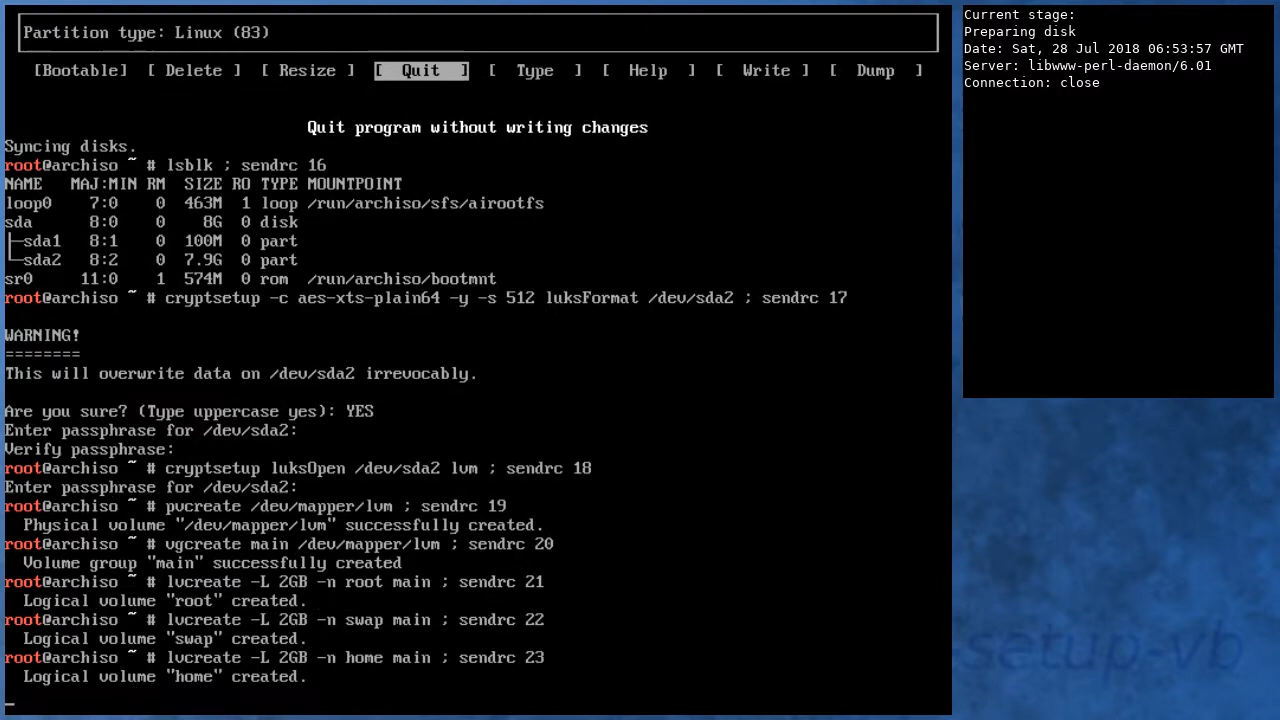 Partition type: Linux (83)
[Bootable] [ Delete ] [ Resize ] [ Quit ] [ Type ] [ Help ] [ Write ] [ Dump ]
Quit program without writing changes
Syncing disks.
root@archiso ~ # lsblk ; sendrc 16
NAME MAJ:MIN RM SIZE RO TYPE MOUNTPOINT
loop0 7:0 0 463M 1 loop /run/archiso/sfs/airootfs
sda 8:0 0 8G 0 disk
├─sda1 8:1 0 100M 0 part
└─sda2 8:2 0 7.9G 0 part
sr0 11:0 1 574M 0 rom /run/archiso/bootmnt
root@archiso ~ # cryptsetup -c aes-xts-plain64 -y -s 512 luksFormat /dev/sda2 ; sendrc 17
WARNING!
========
This will overwrite data on /dev/sda2 irrevocably.
Are you sure? (Type uppercase yes): YES
Enter passphrase for /dev/sda2:
Verify passphrase:
root@archiso ~ # cryptsetup luksOpen /dev/sda2 lvm ; sendrc 18
Enter passphrase for /dev/sda2:
root@archiso ~ # pvcreate /dev/mapper/lvm ; sendrc 19
Physical volume "/dev/mapper/lvm" successfully created.
root@archiso ~ # vgcreate main /dev/mapper/lvm ; sendrc 20
Volume group "main" successfully created
root@archiso ~ # lvcreate -L 2GB -n root main ; sendrc 21
Logical volume "root" created.
root@archiso ~ # lvcreate -L 2GB -n swap main ; sendrc 22
Logical volume "swap" created.
root@archiso ~ # lvcreate -L 2GB -n home main ; sendrc 23
Logical volume "home" created.
_
Current stage:
Preparing disk
Date: Sat, 28 Jul 2018 06:53:57 GMT
Server: libwww-perl-daemon/6.01
Connection: close
setup-vb